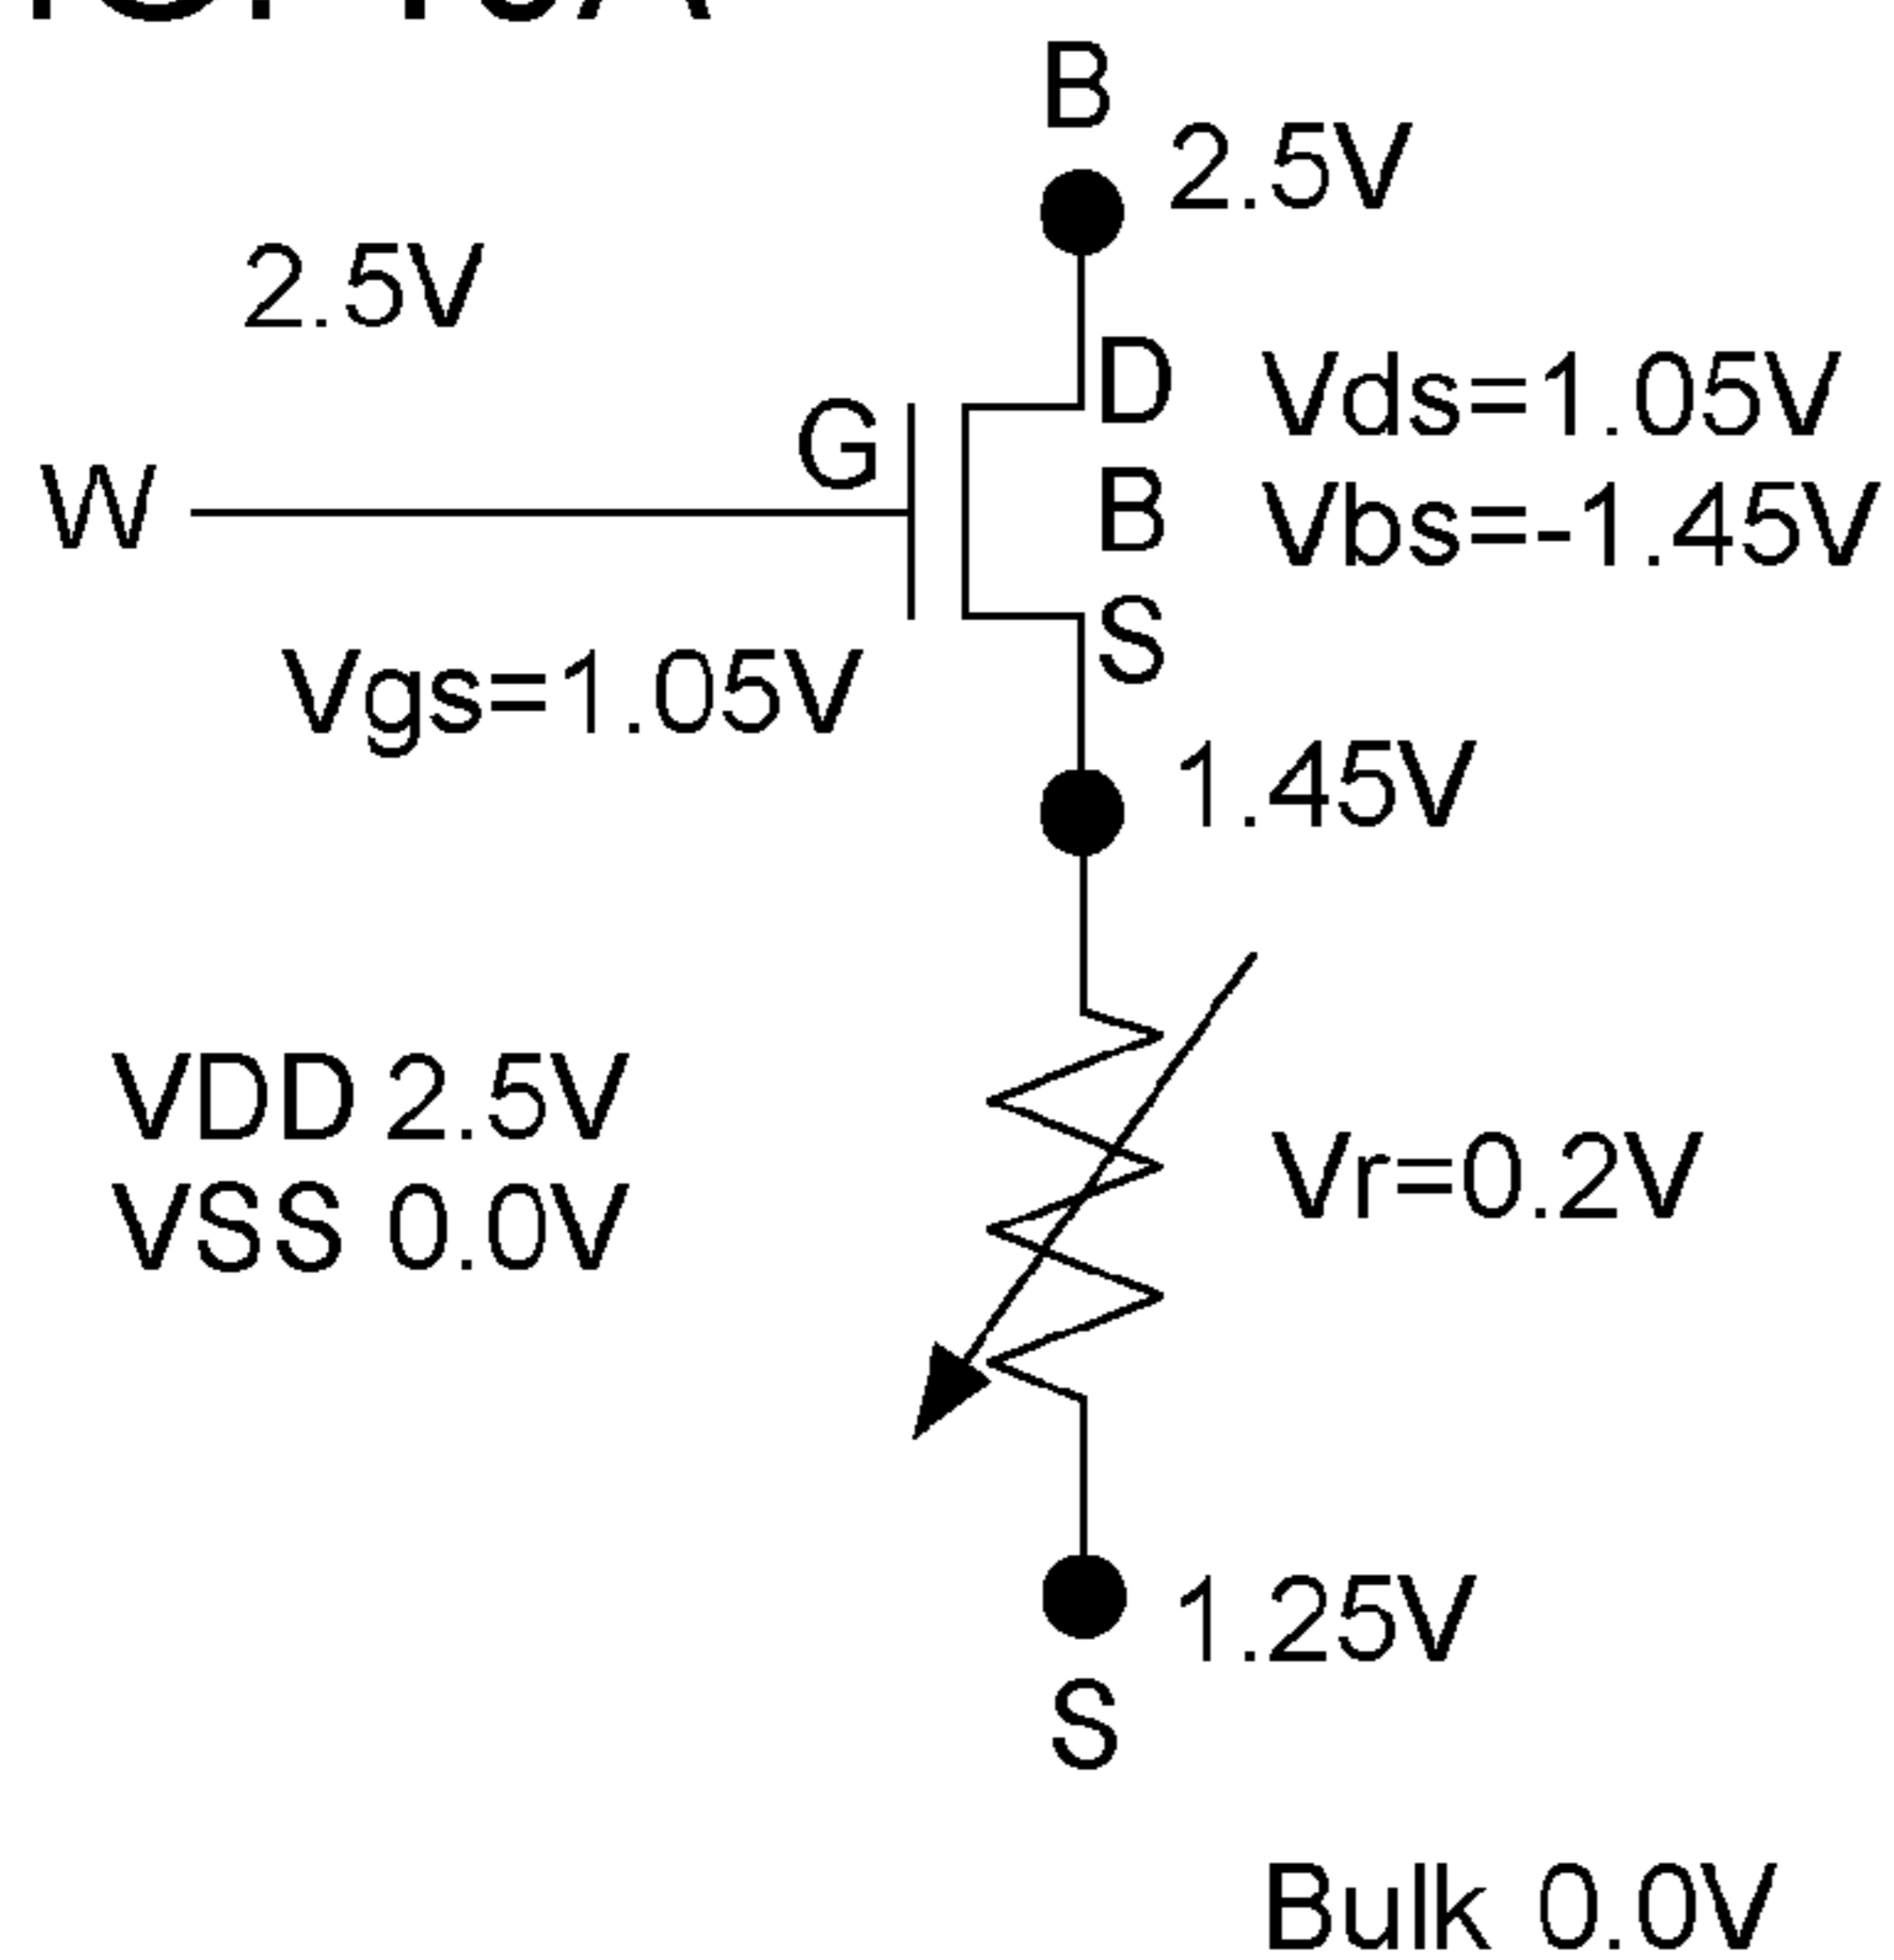 B
2.5V
2.5V
D
Vds=1.05V
G
W
B
Vbs=-1.45V
S
Vgs=1.05V
1.45V
VDD 2.5V
Vr=0.2V
VSS 0.0V
1.25V
S
Bulk 0.0V